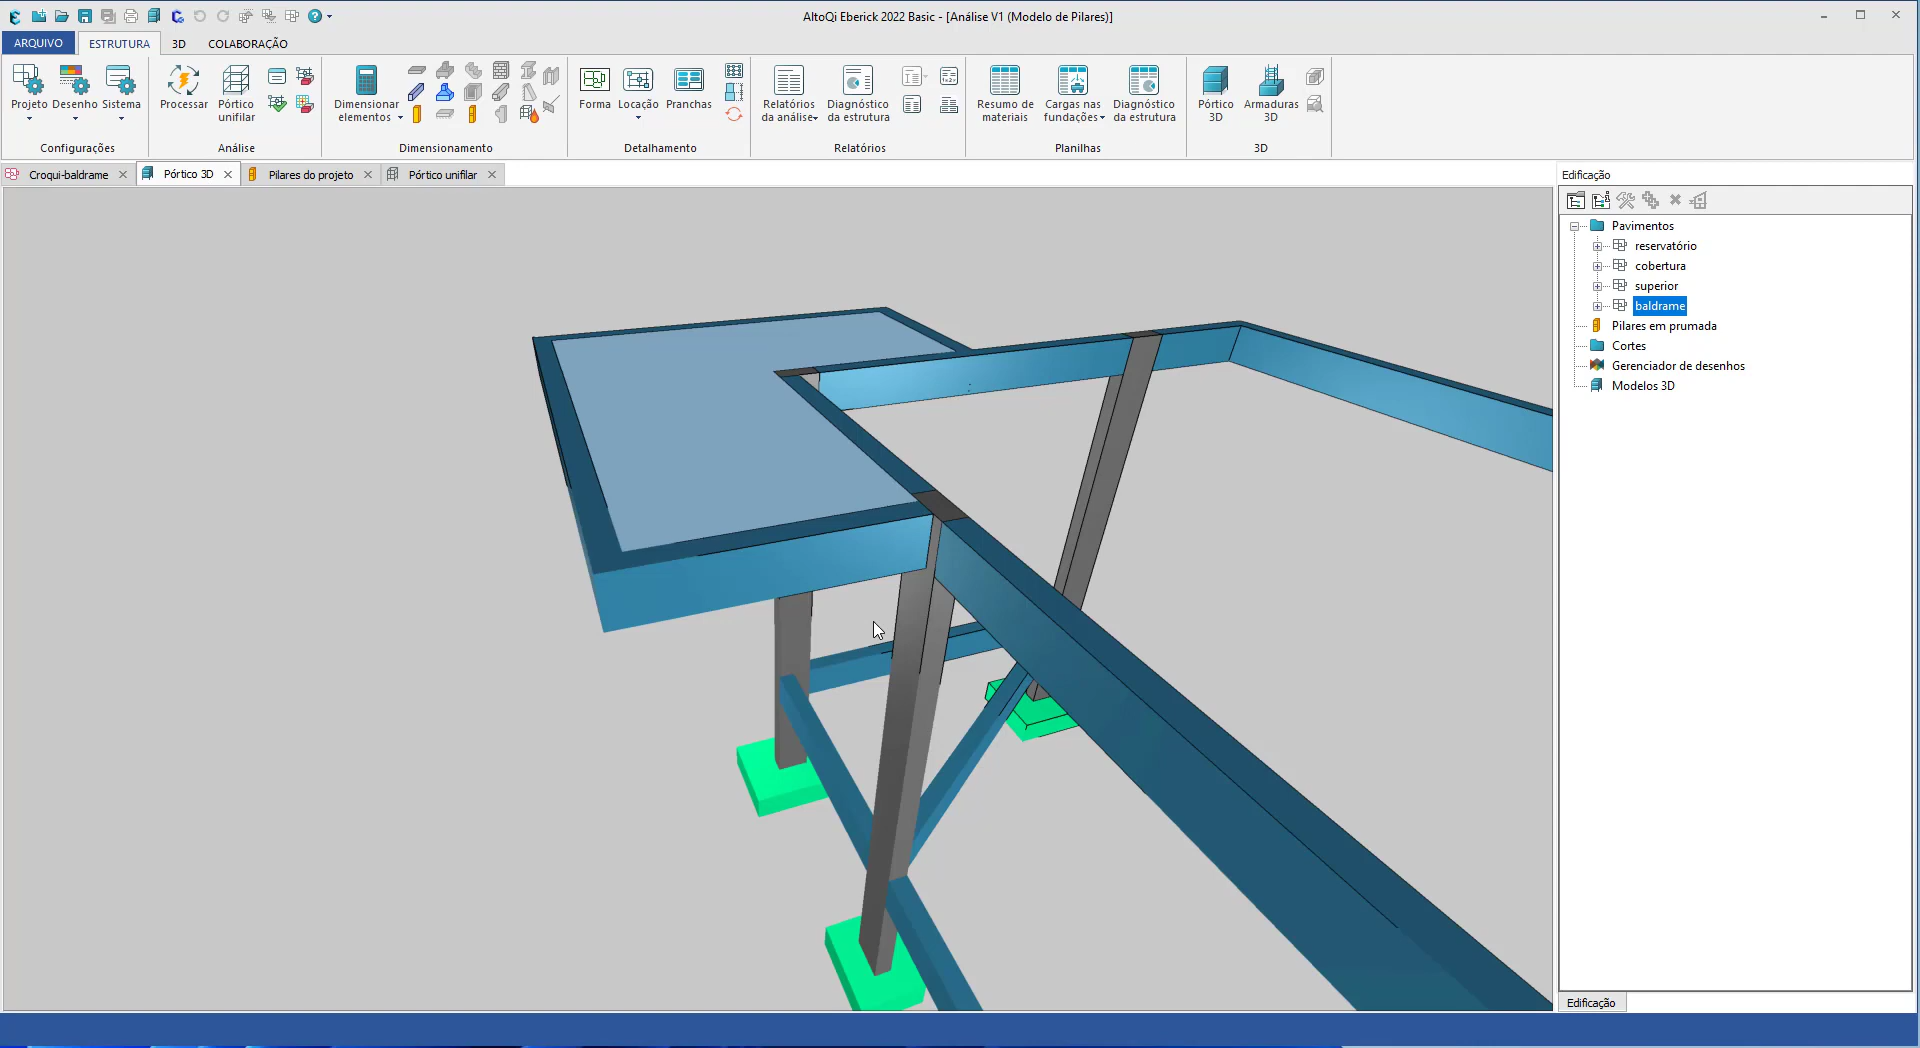 AltoQi Eberick 2022 Basic - [Análise V1 (Modelo de Pilares)]
ARQUIVO ESTRUTURA 3D COLABORAÇÃO
Projeto Desenho Sistema
Configurações
Processar Pórtico unifilar
Análise
Dimensionar elementos
Dimensionamento
Forma Locação Pranchas
Detalhamento
Relatórios da análise Diagnóstico da estrutura
Relatórios
Resumo de materiais Cargas nas fundações Diagnóstico da estrutura
Planilhas
Pórtico 3D Armaduras 3D
3D
Croqui-baldrame Pórtico 3D Pilares do projeto Pórtico unifilar
Edificação
Pavimentos
reservatório
cobertura
superior
baldrame
Pilares em prumada
Cortes
Gerenciador de desenhos
Modelos 3D
Edificação